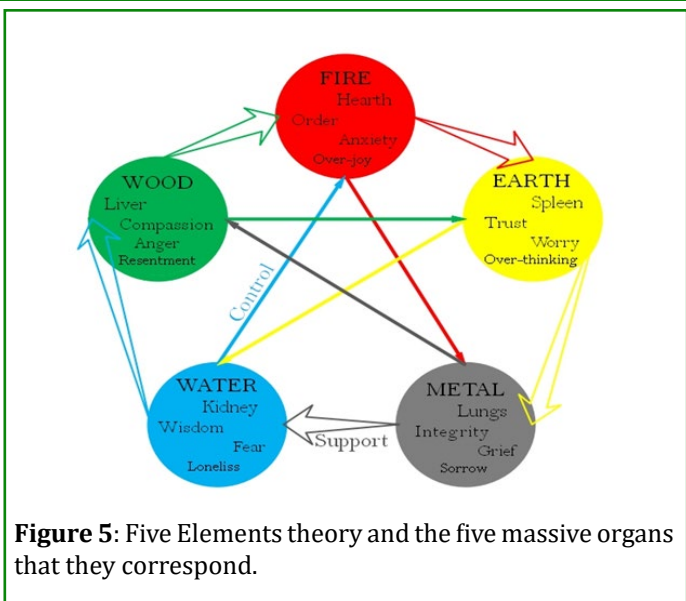 FIRE
Hearth
Order
Anxiety
Over-joy
WOOD
Liver
Compassion
Anger
Resentment
EARTH
Spleen
Trust
Worry
Over-thinking
Control
WATER
Kidney
Wisdom
Fear
Loneliss
Support
METAL
Lungs
Integrity
Grief
Sorrow
Figure 5: Five Elements theory and the five massive organs
that they correspond.